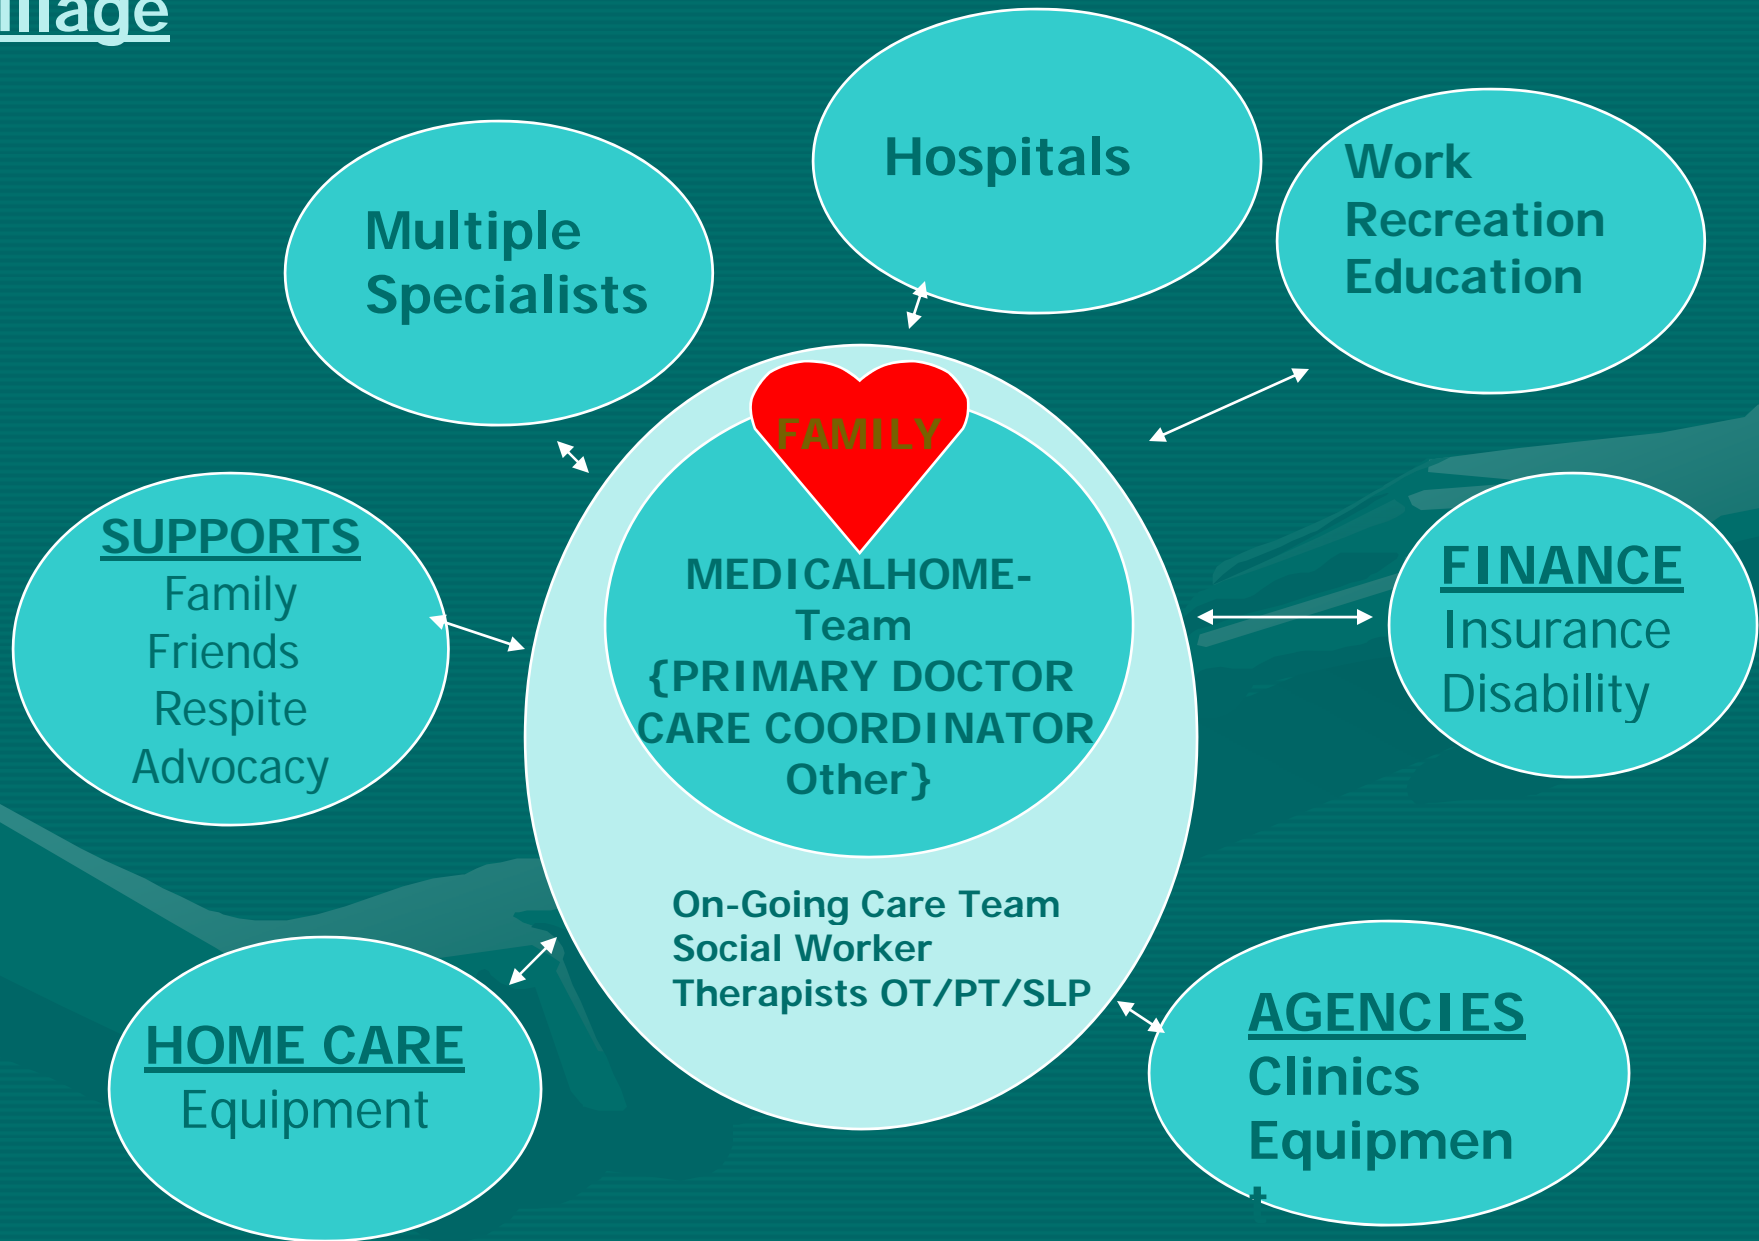 illage
Hospitals
Work
Recreation
Education
Multiple
Specialists
FAMILY
SUPPORTS
Family
Friends
Respite
Advocacy
MEDICALHOME-
Team
{PRIMARY DOCTOR
CARE COORDINATOR
Other}
FINANCE
Insurance
Disability
On-Going Care Team
Social Worker
Therapists OT/PT/SLP
HOME CARE
Equipment
AGENCIES
Clinics
Equipmen
t